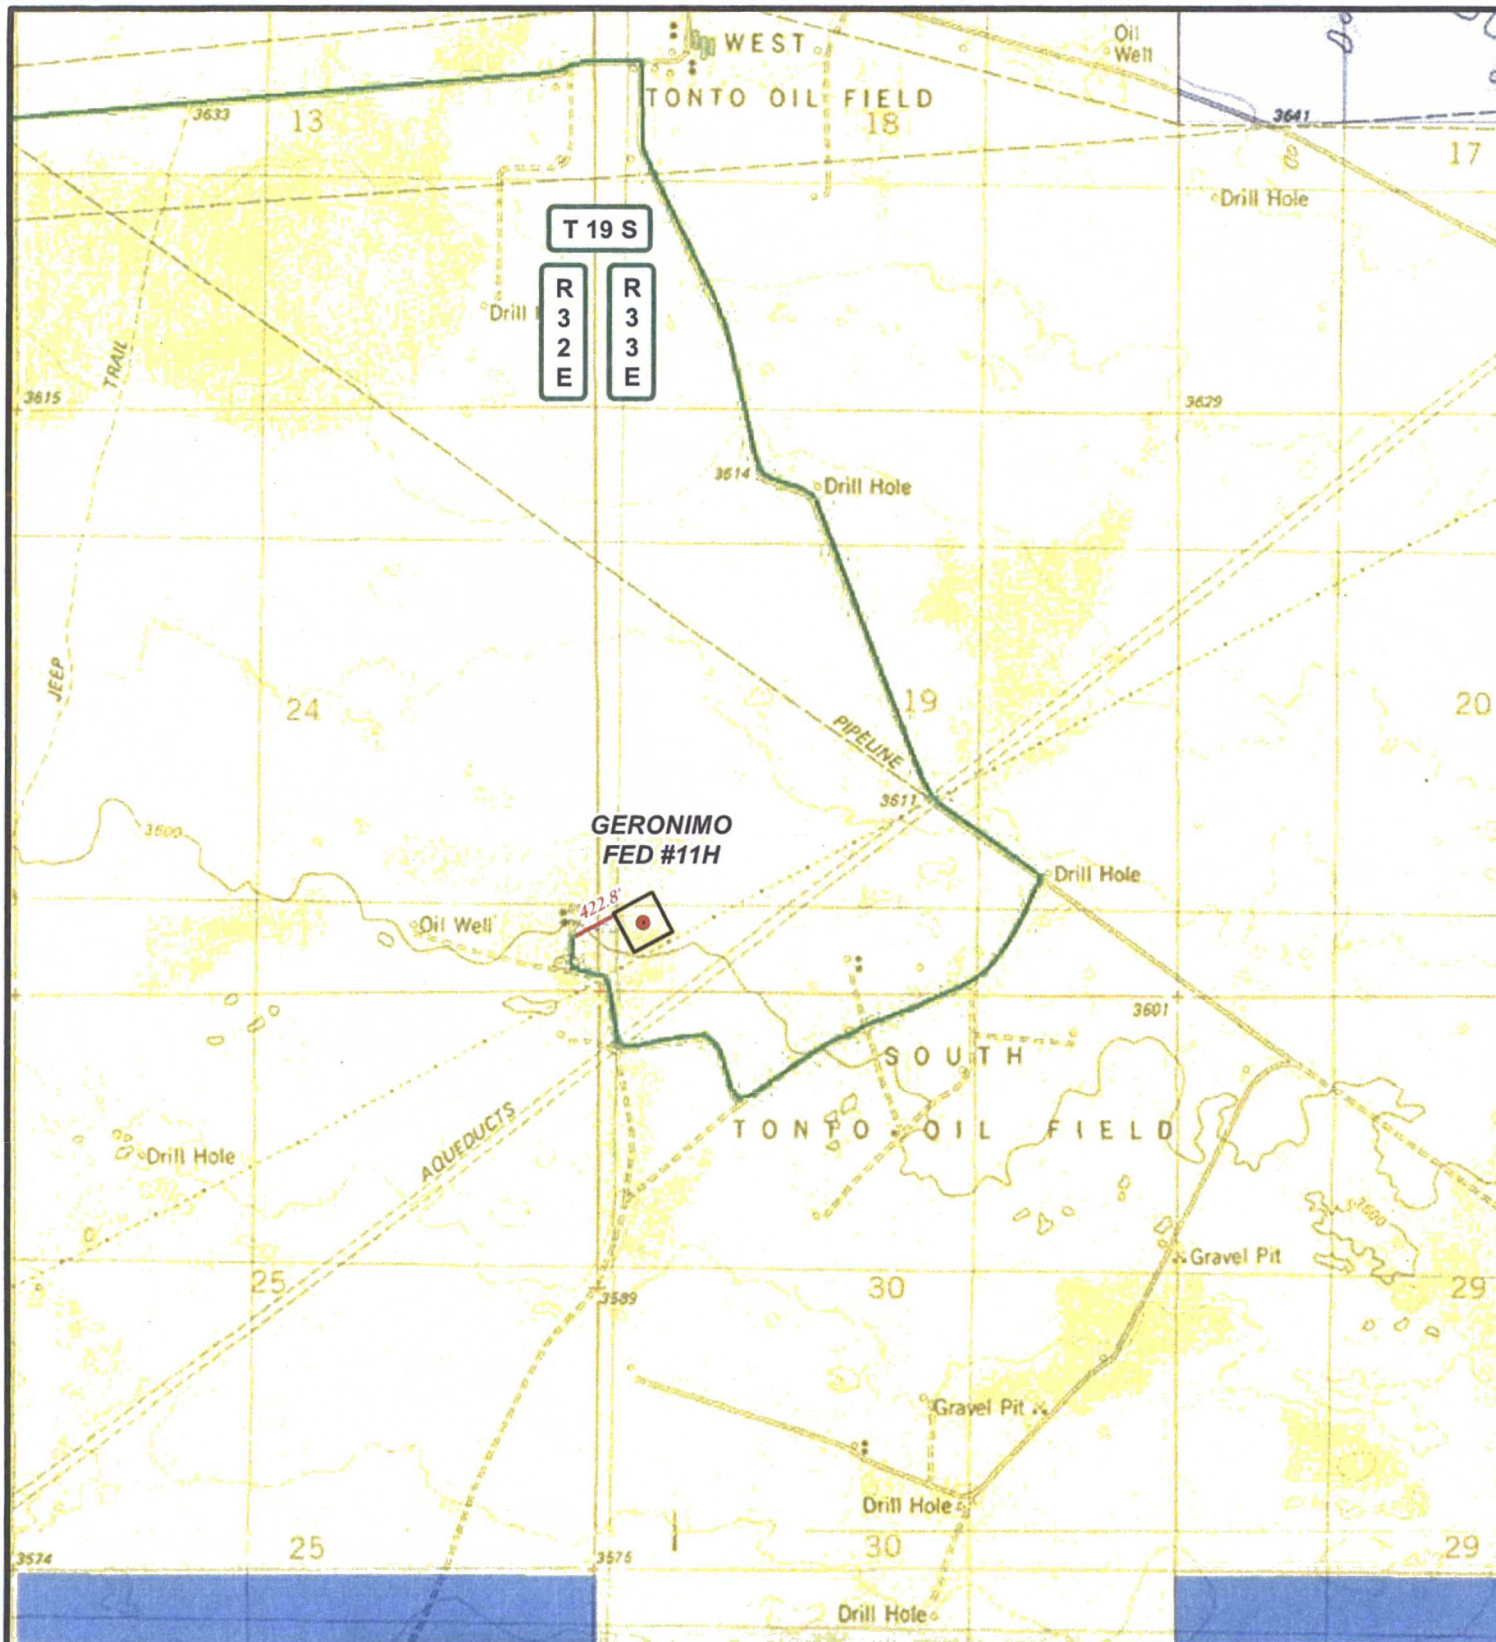 WEST
Oil
Well
TONTO OIL FIELD
3633
13
18
3641
17
Drill Hole
T 19 S
R
3
2
E
R
3
3
E
Drill
TRAIL
3615
3629
3614
Drill Hole
JEEP
24
19
20
PIPELINE
3611
3600
GERONIMO
FED #11H
Drill Hole
422.8'
Oil Well
3601
SOUTH
AQUEDUCTS
TONTO OIL FIELD
Drill Hole
3600
Gravel Pit
25
30
29
3589
Gravel Pit
Drill Hole
25
30
29
3574
3575
Drill Hole